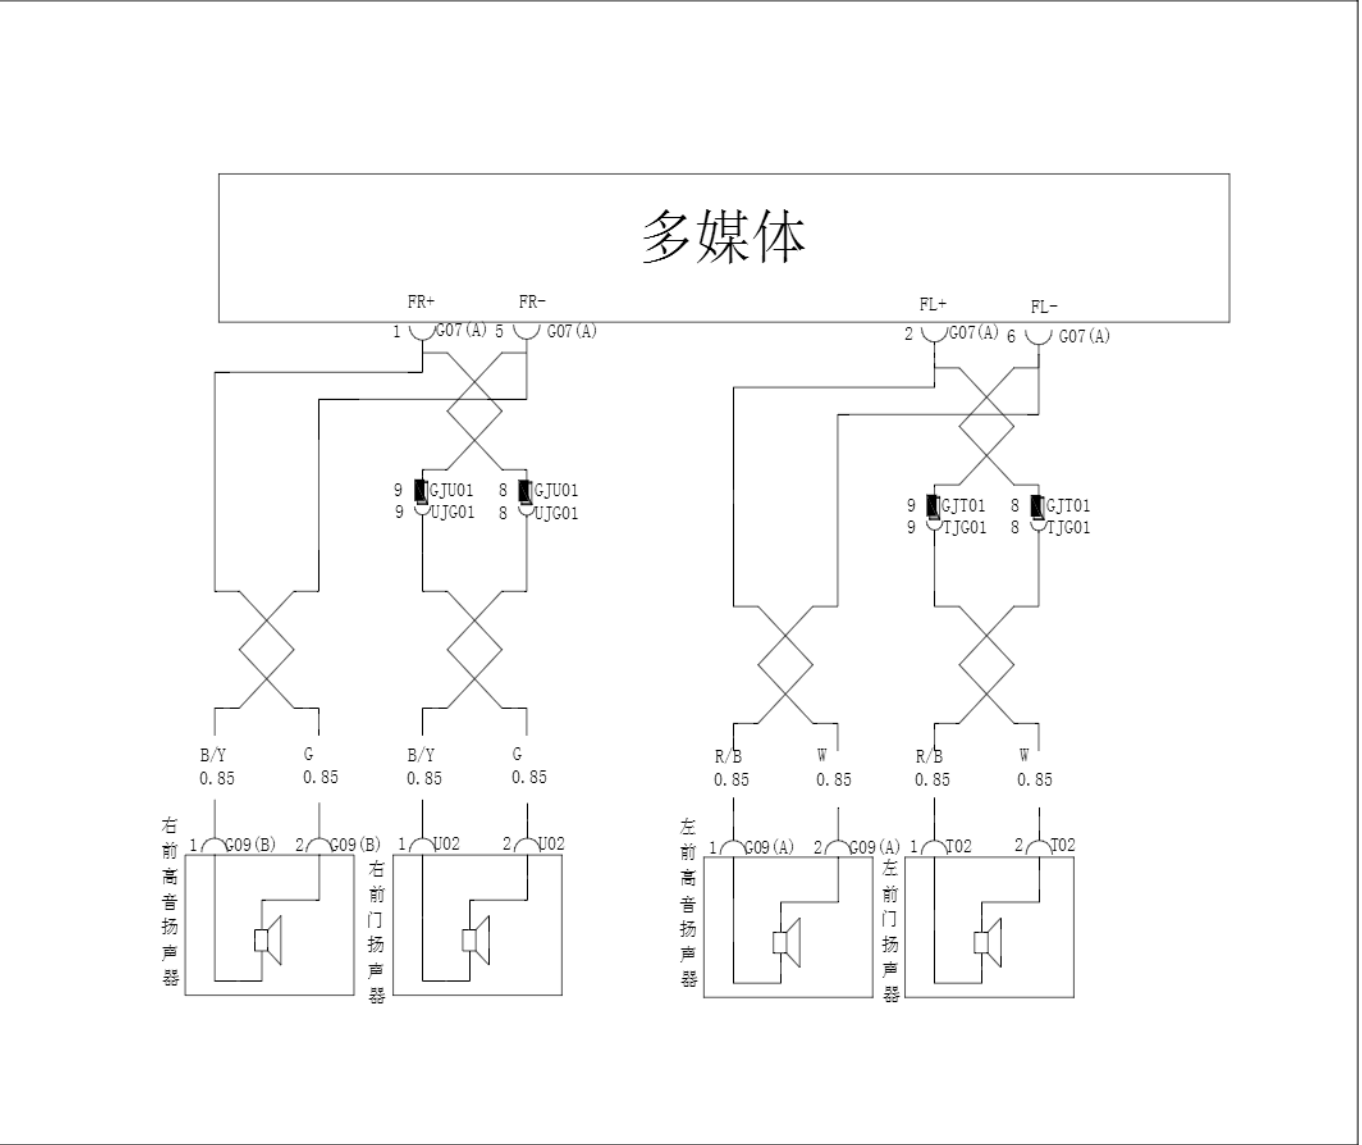 多媒体
FR+ FR- FL+ FL-
1 G07(A) 5 G07(A) 2 G07(A) 6 G07(A)
9 GJU01 8 GJU01 9 GJT01 8 GJT01
9 UJG01 8 UJG01 9 TJG01 8 TJG01
B/Y G B/Y G R/B W R/B W
0.85 0.85 0.85 0.85 0.85 0.85 0.85 0.85
1 G09(B) 2 G09(B) 1 U02 2 U02 1 G09(A) 2 G09(A) 1 T02 2 T02
右前高音扬声器
右前门扬声器
左前高音扬声器
左前门扬声器